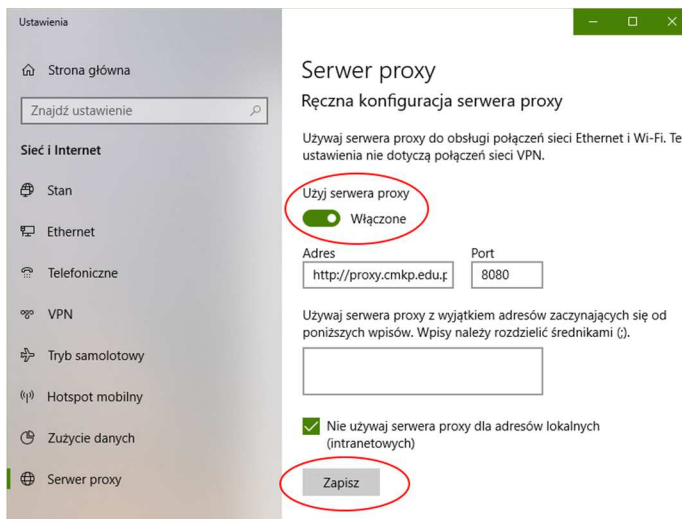 Ustawienia
Strona główna
Znajdź ustawienie
Sieć i Internet
Stan
Ethernet
Telefoniczne
VPN
Tryb samolotowy
Hotspot mobilny
Zużycie danych
Serwer proxy
Serwer proxy
Ręczna konfiguracja serwera proxy
Używaj serwera proxy do obsługi połączeń sieci Ethernet i Wi-Fi. Te
ustawienia nie dotyczą połączeń sieci VPN.
Użyj serwera proxy
Włączone
Adres Port
http://proxy.cmkp.edu.p 8080
Używaj serwera proxy z wyjątkiem adresów zaczynających się od
poniższych wpisów. Wpisy należy rozdzielić średnikami (;).
Nie używaj serwera proxy dla adresów lokalnych
(intranetowych)
Zapisz